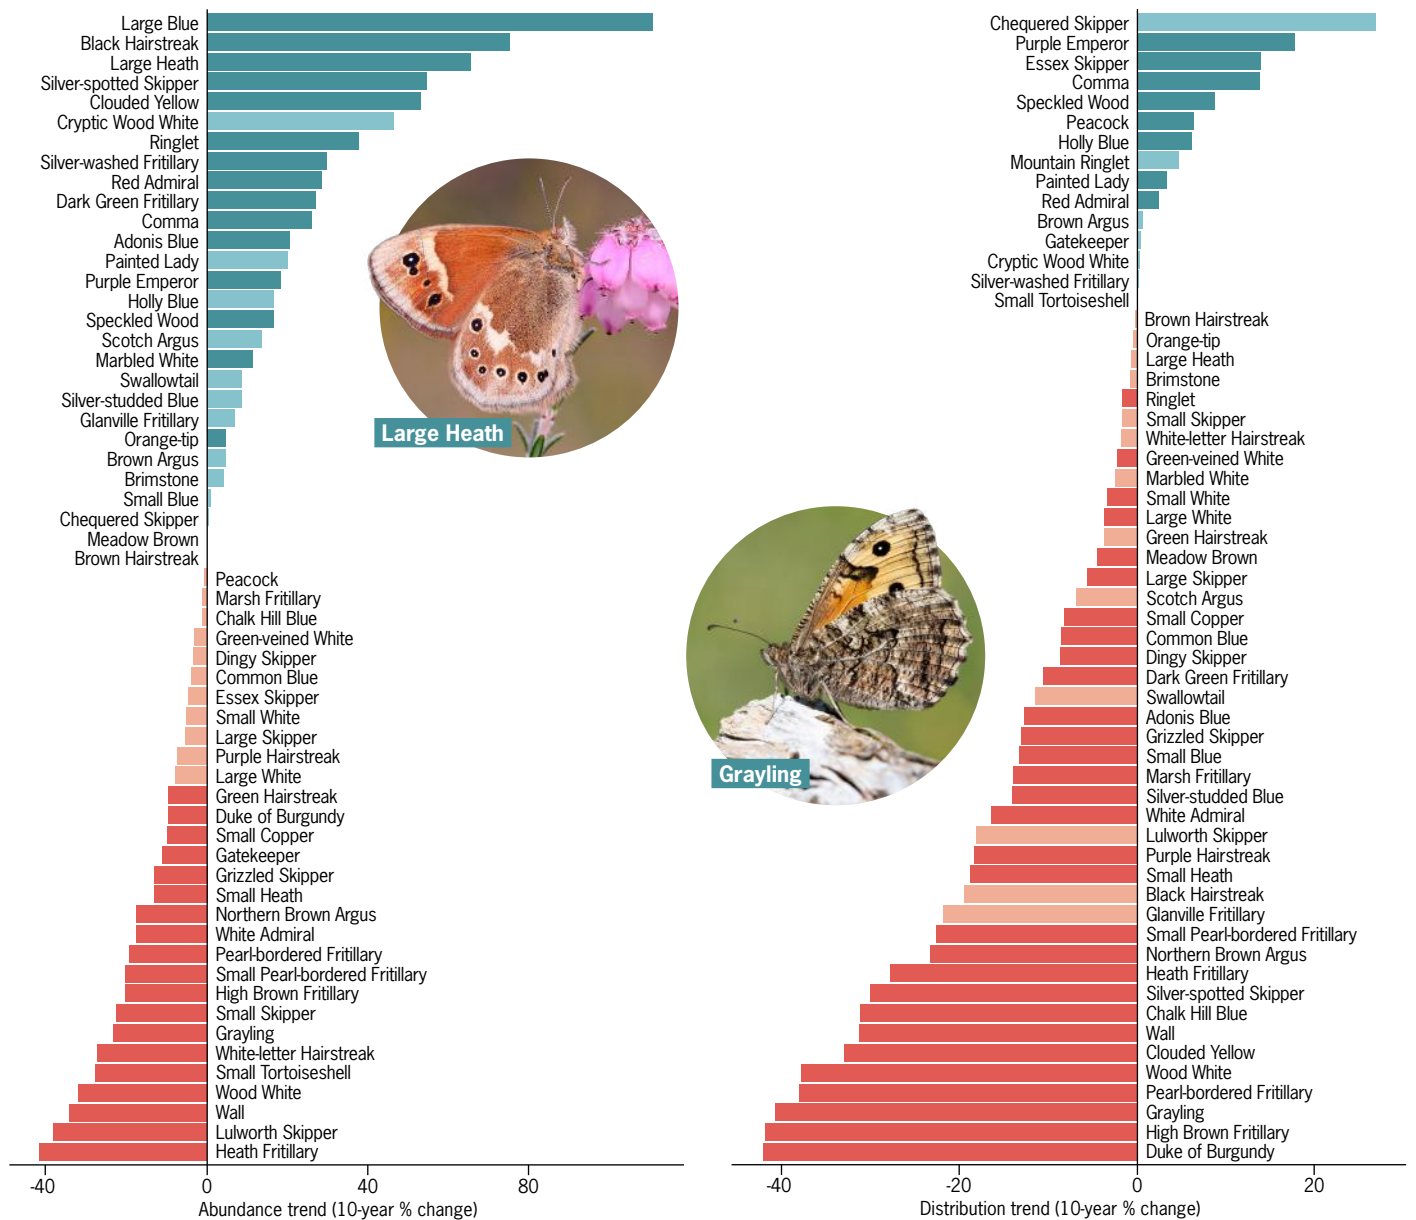 Large Blue
Black Hairstreak
Large Heath
Silver-spotted Skipper
Clouded Yellow
Cryptic Wood White
Ringlet
Silver-washed Fritillary
Red Admiral
Dark Green Fritillary
Comma
Adonis Blue
Painted Lady
Purple Emperor
Holly Blue
Speckled Wood
Scotch Argus
Marbled White
Swallowtail
Silver-studded Blue
Glanville Fritillary
Orange-tip
Brown Argus
Brimstone
Small Blue
Chequered Skipper
Meadow Brown
Brown Hairstreak
Peacock
Marsh Fritillary
Chalk Hill Blue
Green-veined White
Dingy Skipper
Common Blue
Essex Skipper
Small White
Large Skipper
Purple Hairstreak
Large White
Green Hairstreak
Duke of Burgundy
Small Copper
Gatekeeper
Grizzled Skipper
Small Heath
Northern Brown Argus
White Admiral
Pearl-bordered Fritillary
Small Pearl-bordered Fritillary
High Brown Fritillary
Small Skipper
Grayling
White-letter Hairstreak
Small Tortoiseshell
Wood White
Wall
Lulworth Skipper
Heath Fritillary
-40 0 40 80
Abundance trend (10-year % change)
Large Heath
Grayling
Chequered Skipper
Purple Emperor
Essex Skipper
Comma
Speckled Wood
Peacock
Holly Blue
Mountain Ringlet
Painted Lady
Red Admiral
Brown Argus
Gatekeeper
Cryptic Wood White
Silver-washed Fritillary
Small Tortoiseshell
Brown Hairstreak
Orange-tip
Large Heath
Brimstone
Ringlet
Small Skipper
White-letter Hairstreak
Green-veined White
Marbled White
Small White
Large White
Green Hairstreak
Meadow Brown
Large Skipper
Scotch Argus
Small Copper
Common Blue
Dingy Skipper
Dark Green Fritillary
Swallowtail
Adonis Blue
Grizzled Skipper
Small Blue
Marsh Fritillary
Silver-studded Blue
White Admiral
Lulworth Skipper
Purple Hairstreak
Small Heath
Black Hairstreak
Glanville Fritillary
Small Pearl-bordered Fritillary
Northern Brown Argus
Heath Fritillary
Silver-spotted Skipper
Chalk Hill Blue
Wall
Clouded Yellow
Wood White
Pearl-bordered Fritillary
Grayling
High Brown Fritillary
Duke of Burgundy
-40 -20 0 20
Distribution trend (10-year % change)